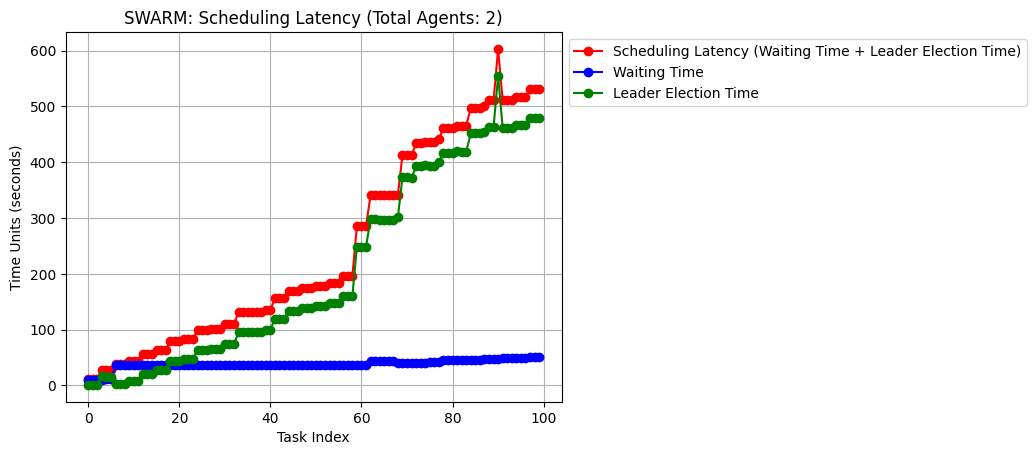 SWARM: Scheduling Latency (Total Agents: 2)
Scheduling Latency (Waiting Time + Leader Election Time)
Waiting Time
Leader Election Time
Time Units (seconds)
600
500
400
300
200
100
0
0 20 40 60 80 100
Task Index